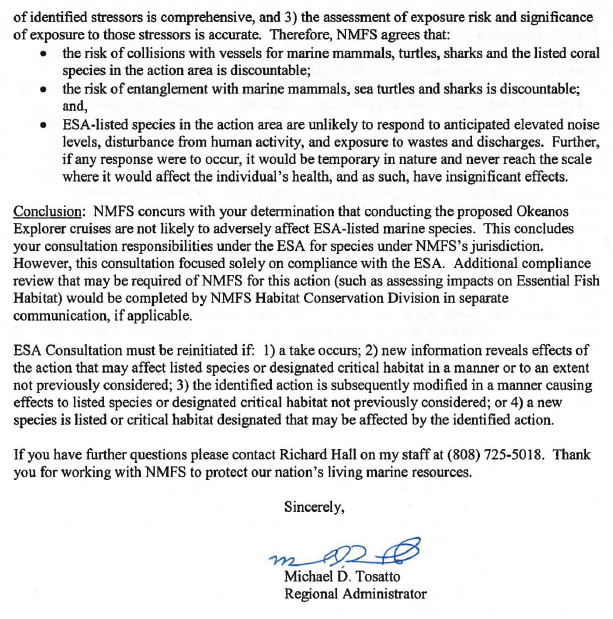 of identified stressors is comprehensive, and 3) the assessment of exposure risk and significance
of exposure to those stressors is accurate. Therefore, NMFS agrees that:
• the risk of collisions with vessels for marine mammals, turtles, sharks and the listed coral
species in the action area is discountable;
• the risk of entanglement with marine mammals, sea turtles and sharks is discountable;
and,
• ESA-listed species in the action area are unlikely to respond to anticipated elevated noise
levels, disturbance from human activity, and exposure to wastes and discharges. Further,
if any response were to occur, it would be temporary in nature and never reach the scale
where it would affect the individual's health, and as such, have insignificant effects.
Conclusion: NMFS concurs with your determination that conducting the proposed Okeanos
Explorer cruises are not likely to adversely affect ESA-listed marine species. This concludes
your consultation responsibilities under the ESA for species under NMFS's jurisdiction.
However, this consultation focused solely on compliance with the ESA. Additional compliance
review that may be required of NMFS for this action (such as assessing impacts on Essential Fish
Habitat) would be completed by NMFS Habitat Conservation Division in separate
communication, if applicable.
ESA Consultation must be reinitiated if: 1) a take occurs; 2) new information reveals effects of
the action that may affect listed species or designated critical habitat in a manner or to an extent
not previously considered; 3) the identified action is subsequently modified in a manner causing
effects to listed species or designated critical habitat not previously considered; or 4) a new
species is listed or critical habitat designated that may be affected by the identified action.
If you have further questions please contact Richard Hall on my staff at (808) 725-5018. Thank
you for working with NMFS to protect our nation's living marine resources.
Sincerely,
Michael D. Tosatto
Regional Administrator